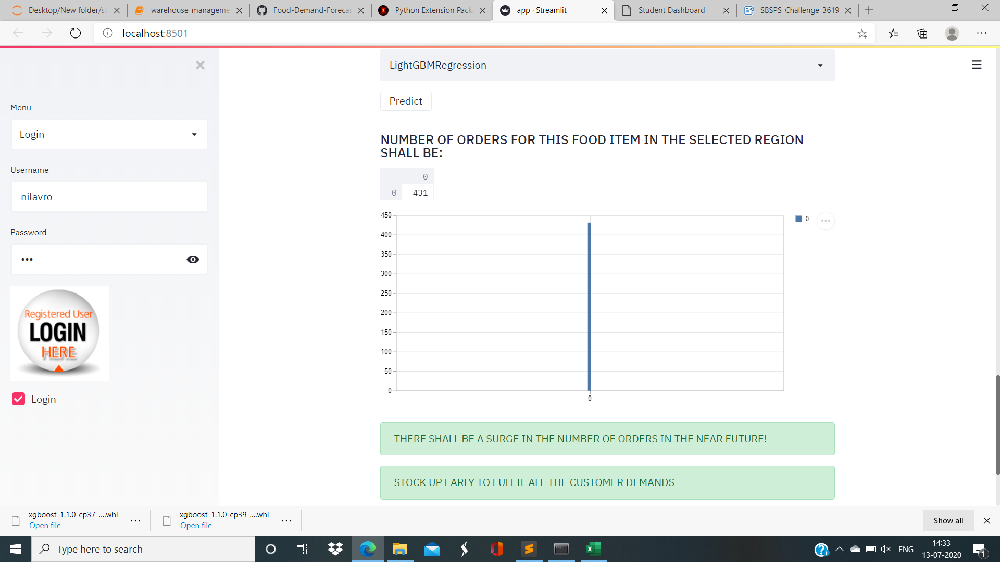 Desktop/New folder/st
warehouse_manageme
Food-Demand-Forecas
Python Extension Pack
app · Streamlit
Student Dashboard
SBSPS_Challenge_3619
localhost:8501
Menu
Login
Username
nilavro
Password
•••
Registered User
LOGIN
HERE
Login
LightGBMRegression
Predict
NUMBER OF ORDERS FOR THIS FOOD ITEM IN THE SELECTED REGION
SHALL BE:
0
0 431
450
400
350
300
250
200
150
100
50
0
0
0
THERE SHALL BE A SURGE IN THE NUMBER OF ORDERS IN THE NEAR FUTURE!
STOCK UP EARLY TO FULFIL ALL THE CUSTOMER DEMANDS
xgboost-1.1.0-cp37-....whl
Open file
xgboost-1.1.0-cp39-....whl
Open file
Show all
Type here to search
ENG
14:33
13-07-2020
1